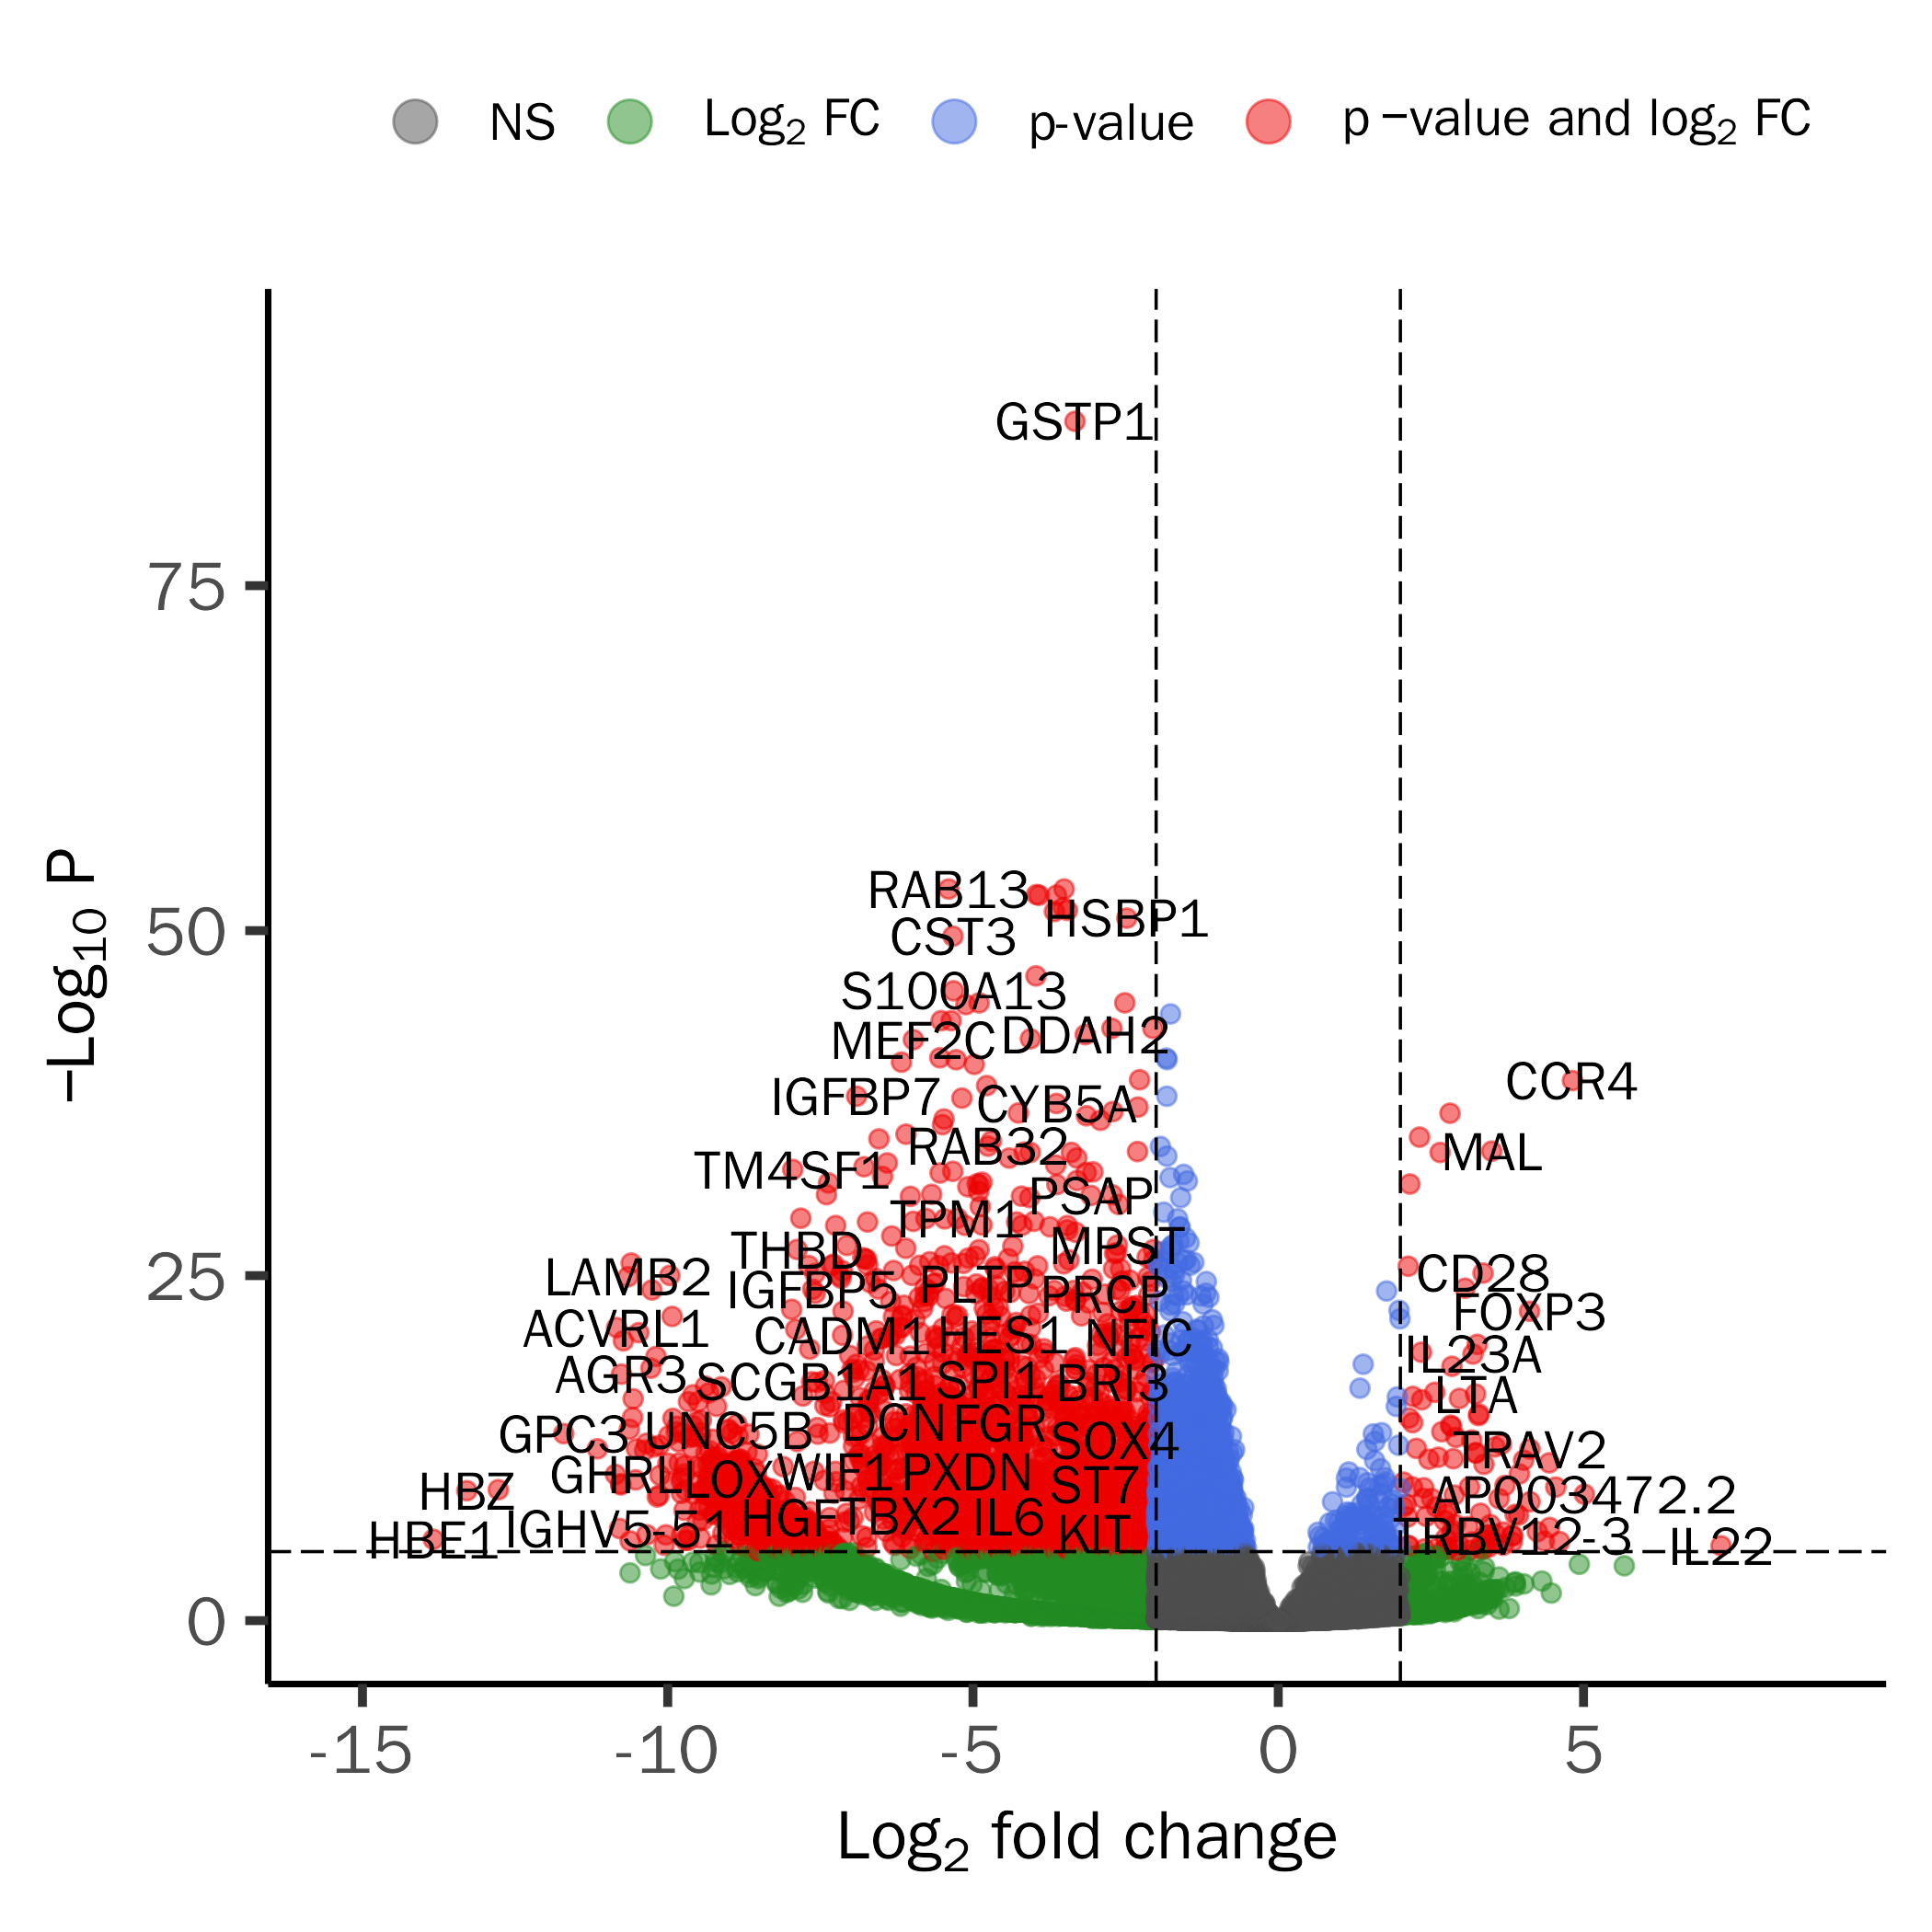 NS Log2 FC p-value p −value and log2 FC
GSTP1
75
RAB13
HSBP1
50
CST3
S100A13
MEF2C DDAH2
CCR4
IGFBP7 CYB5A
RAB32 MAL
TM4SF1
PSAP
TPM1
THBD MPST
LAMB2 CD28
25
IGFBP5 PLTP PRCP
FOXP3
ACVRL1 CADM1 HES1 NFIC
IL23A
AGR3 SCGB1A1 SPI1 BRI3
LTA
GPC3 UNC5B DCN FGR
SOX4 TRAV2
GHRL LOX WIF1 PXDN
ST7
HBZ AP003472.2
HGF TBX2 IL6
IGHV5-51 KIT TRBV12-3
HBE1 IL22
0
−Log10 P
-15 -10 -5 0 5
Log2 fold change